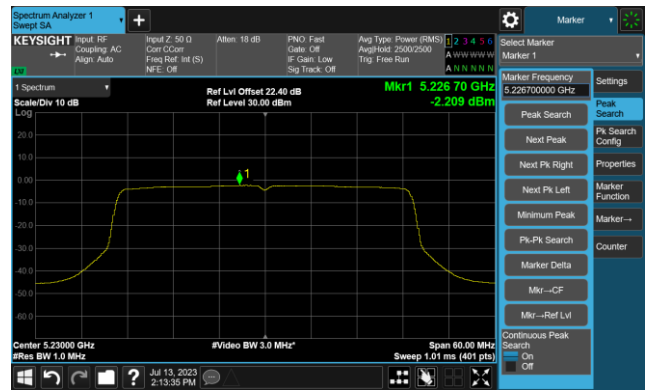 Spectrum Analyzer 1
Swept SA
Marker
KEYSIGHT
Input: RF
Coupling: AC
Align: Auto
Input Z: 50 Ω
Corr CCorr
Freq Ref: Int (S)
NFE: Off
Atten: 18 dB
PNO: Fast
Gate: Off
IF Gain: Low
Sig Track: Off
Avg Type: Power (RMS)
Avg|Hold: 2500/2500
Trig: Free Run
1 2 3 4 5 6
A W W W W W
A N N N N N
Select Marker
Marker 1
1 Spectrum
Scale/Div 10 dB
Log
Ref Lvl Offset 22.40 dB
Ref Level 30.00 dBm
Mkr1 5.226 70 GHz
-2.209 dBm
20.0
10.0
0.00
-10.0
-20.0
-30.0
-40.0
-50.0
-60.0
1
Center 5.23000 GHz
#Res BW 1.0 MHz
#Video BW 3.0 MHz*
Span 60.00 MHz
Sweep 1.01 ms (401 pts)
Marker Frequency
5.226700000 GHz
Peak Search
Next Peak
Next Pk Right
Next Pk Left
Minimum Peak
Pk-Pk Search
Marker Delta
Mkr→CF
Mkr→Ref Lvl
Continuous Peak
Search
On
Off
Settings
Peak
Search
Pk Search
Config
Properties
Marker
Function
Marker→
Counter
?
Jul 13, 2023
2:13:35 PM